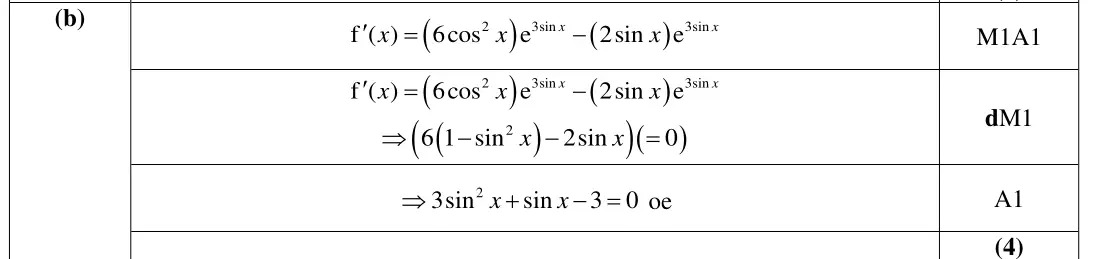 (b)
f′(x) = (6cos² x)e^{3sin x} − (2sin x)e^{3sin x}
M1A1
f′(x) = (6cos² x)e^{3sin x} − (2sin x)e^{3sin x}
⇒ (6(1 − sin² x) − 2sin x)(= 0)
dM1
⇒ 3sin² x + sin x − 3 = 0 oe
A1
(4)